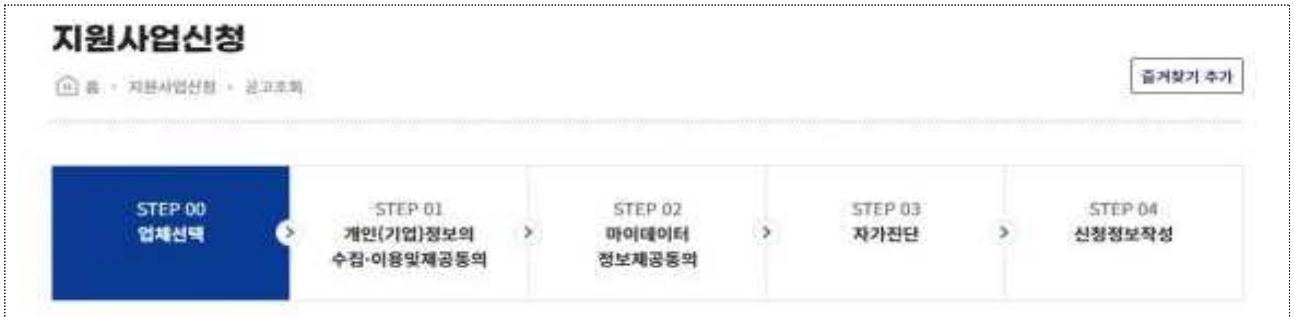 지원사업신청
홈 · 지원사업신청 · 공고조회
즐겨찾기 추가
STEP 00
업체선택
STEP 01
개인(기업)정보의
수집·이용및제공동의
STEP 02
마이데이터
정보제공동의
STEP 03
자가진단
STEP 04
신청정보작성